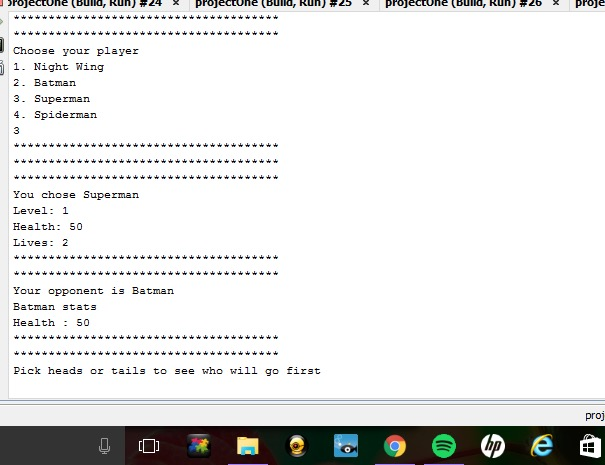 projectOne (Build, Run) #24 × projectOne (Build, Run) #25 × projectOne (Build, Run) #26 × proje
**************************************
**************************************
Choose your player
1. Night Wing
2. Batman
3. Superman
4. Spiderman
3
**************************************
**************************************
**************************************
You chose Superman
Level: 1
Health: 50
Lives: 2
**************************************
**************************************
Your opponent is Batman
Batman stats
Health : 50
**************************************
**************************************
Pick heads or tails to see who will go first
proj
hp